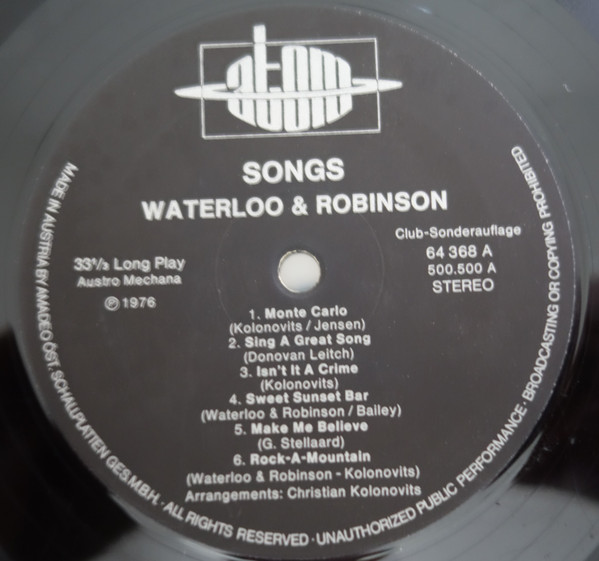 atom
SONGS
WATERLOO & ROBINSON
Club-Sonderauflage
64 368 A
500.500 A
STEREO
33⅓ Long Play
Austro Mechana
℗ 1976
1. Monte Carlo
(Kolonovits / Jensen)
2. Sing A Great Song
(Donovan Leitch)
3. Isn't It A Crime
(Kolonovits)
4. Sweet Sunset Bar
(Waterloo & Robinson / Bailey)
5. Make Me Believe
(G. Stellaard)
6. Rock-A-Mountain
(Waterloo & Robinson - Kolonovits)
Arrangements: Christian Kolonovits
MADE IN AUSTRIA BY AMADEO ÖST. SCHALLPLATTEN GES.M.B.H. · ALL RIGHTS RESERVED · UNAUTHORIZED PUBLIC PERFORMANCE · BROADCASTING OR COPYING PROHIBITED